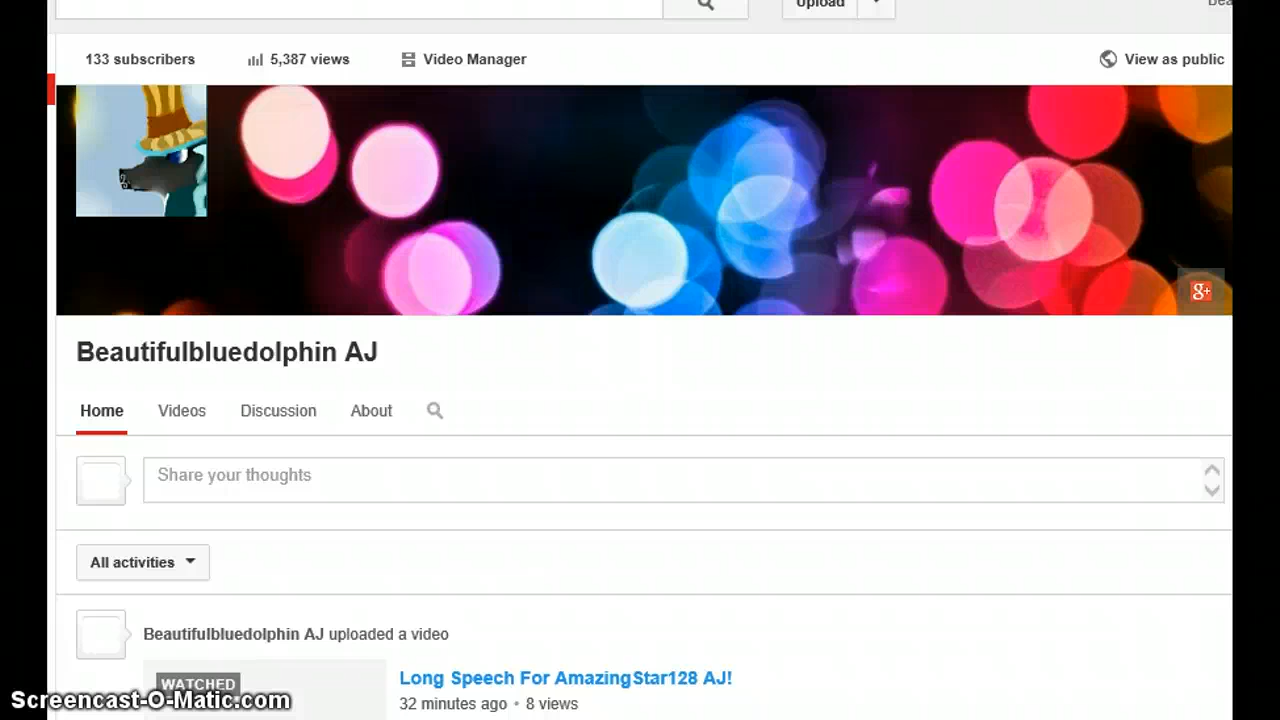 Upload
133 subscribers
5,387 views
Video Manager
View as public
g+
Beautifulbluedolphin AJ
Home
Videos
Discussion
About
Share your thoughts
All activities
Beautifulbluedolphin AJ uploaded a video
WATCHED
Long Speech For AmazingStar128 AJ!
32 minutes ago • 8 views
Screencast-O-Matic.com